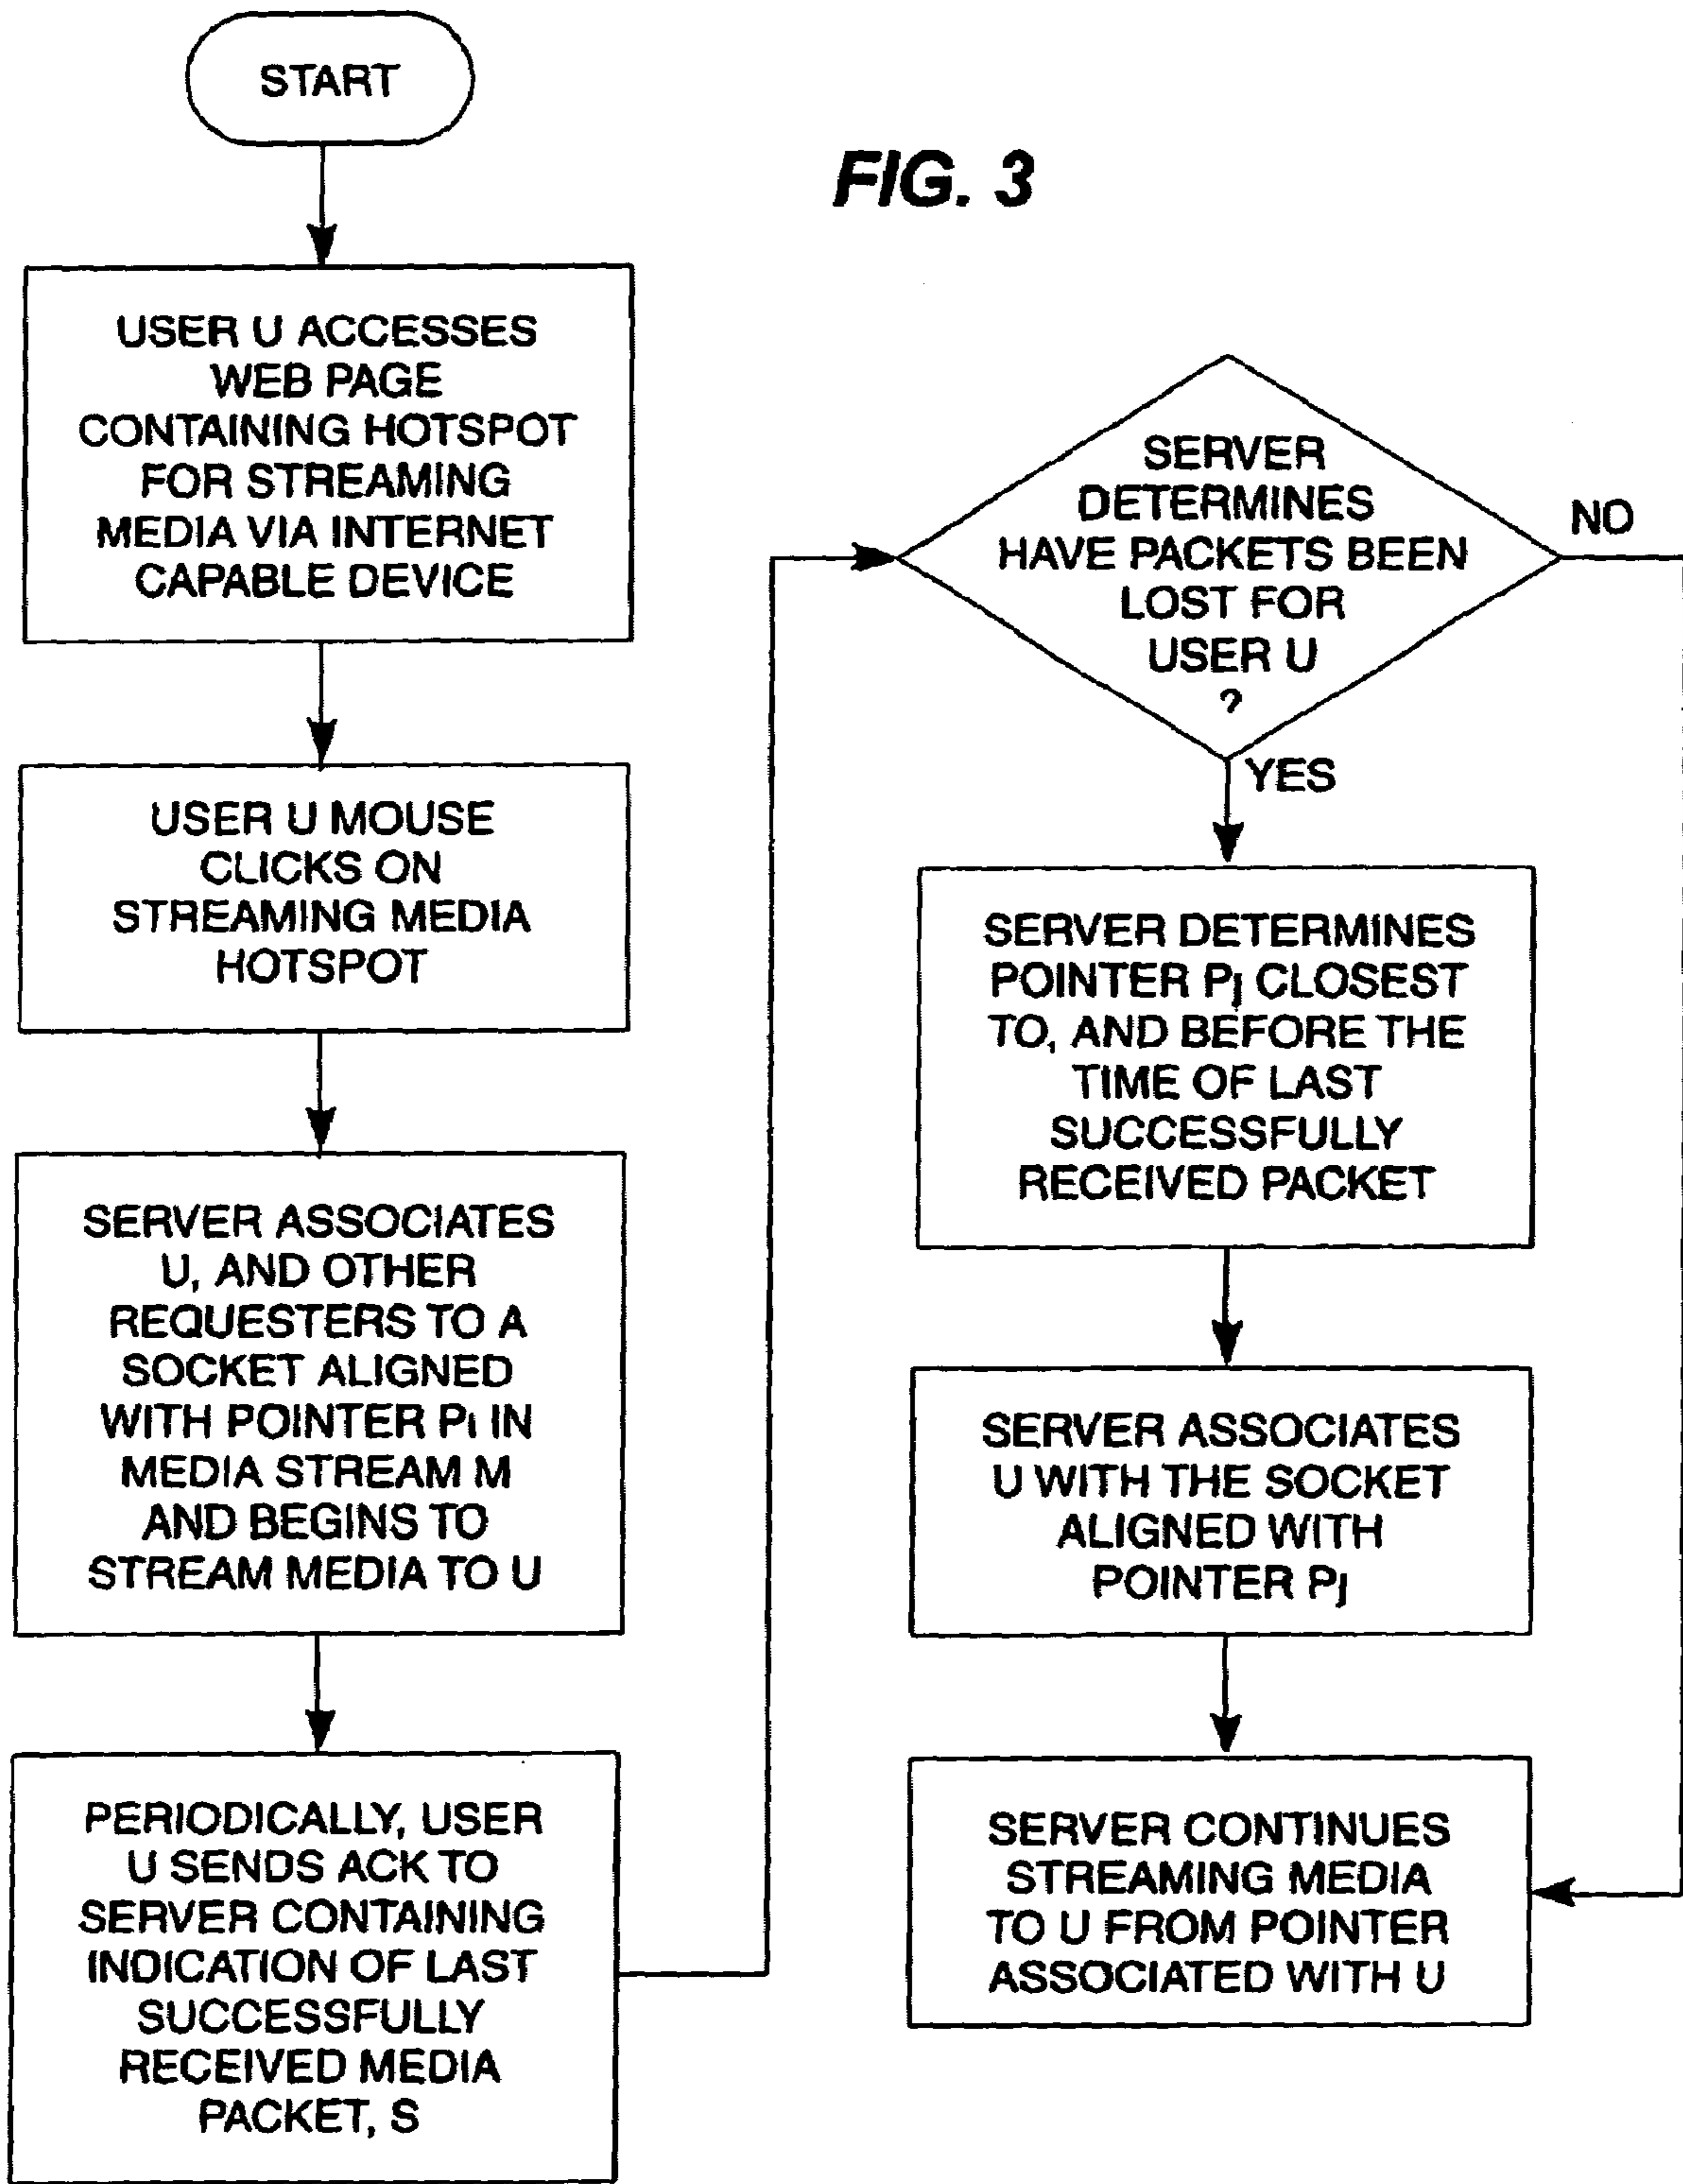 START
FIG. 3
USER U ACCESSES
WEB PAGE
CONTAINING HOTSPOT
FOR STREAMING
MEDIA VIA INTERNET
CAPABLE DEVICE
USER U MOUSE
CLICKS ON
STREAMING MEDIA
HOTSPOT
SERVER ASSOCIATES
U, AND OTHER
REQUESTERS TO A
SOCKET ALIGNED
WITH POINTER Pi IN
MEDIA STREAM M
AND BEGINS TO
STREAM MEDIA TO U
PERIODICALLY, USER
U SENDS ACK TO
SERVER CONTAINING
INDICATION OF LAST
SUCCESSFULLY
RECEIVED MEDIA
PACKET, S
SERVER
DETERMINES
HAVE PACKETS BEEN
LOST FOR
USER U
?
NO
YES
SERVER DETERMINES
POINTER Pj CLOSEST
TO, AND BEFORE THE
TIME OF LAST
SUCCESSFULLY
RECEIVED PACKET
SERVER ASSOCIATES
U WITH THE SOCKET
ALIGNED WITH
POINTER Pj
SERVER CONTINUES
STREAMING MEDIA
TO U FROM POINTER
ASSOCIATED WITH U